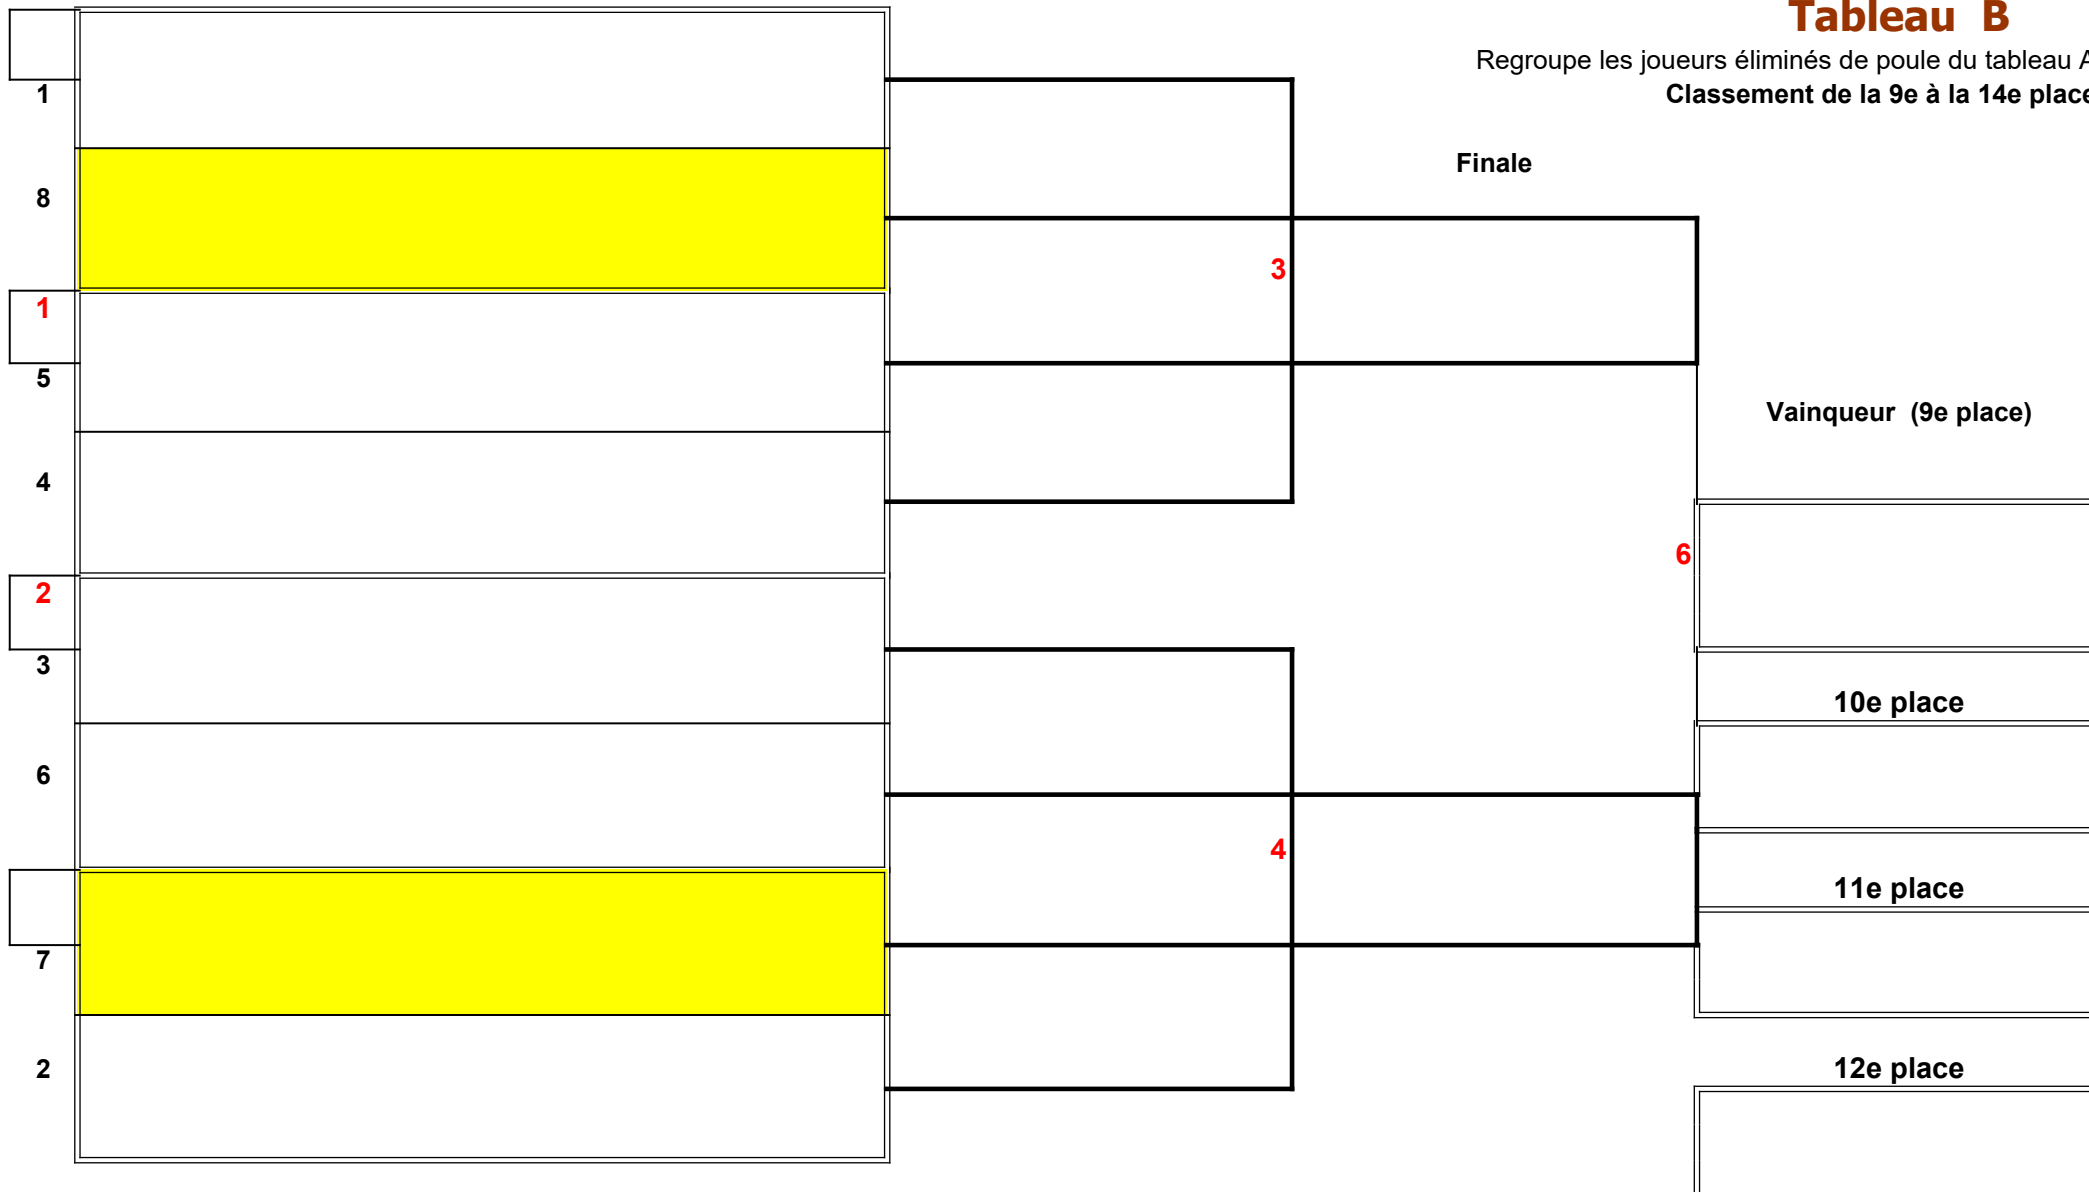 Tableau B
Regroupe les joueurs éliminés de poule du tableau A
Classement de la 9e à la 14e place
1
Finale
8
3
1
5
Vainqueur (9e place)
4
6
2
3
10e place
6
4
11e place
7
2
12e place